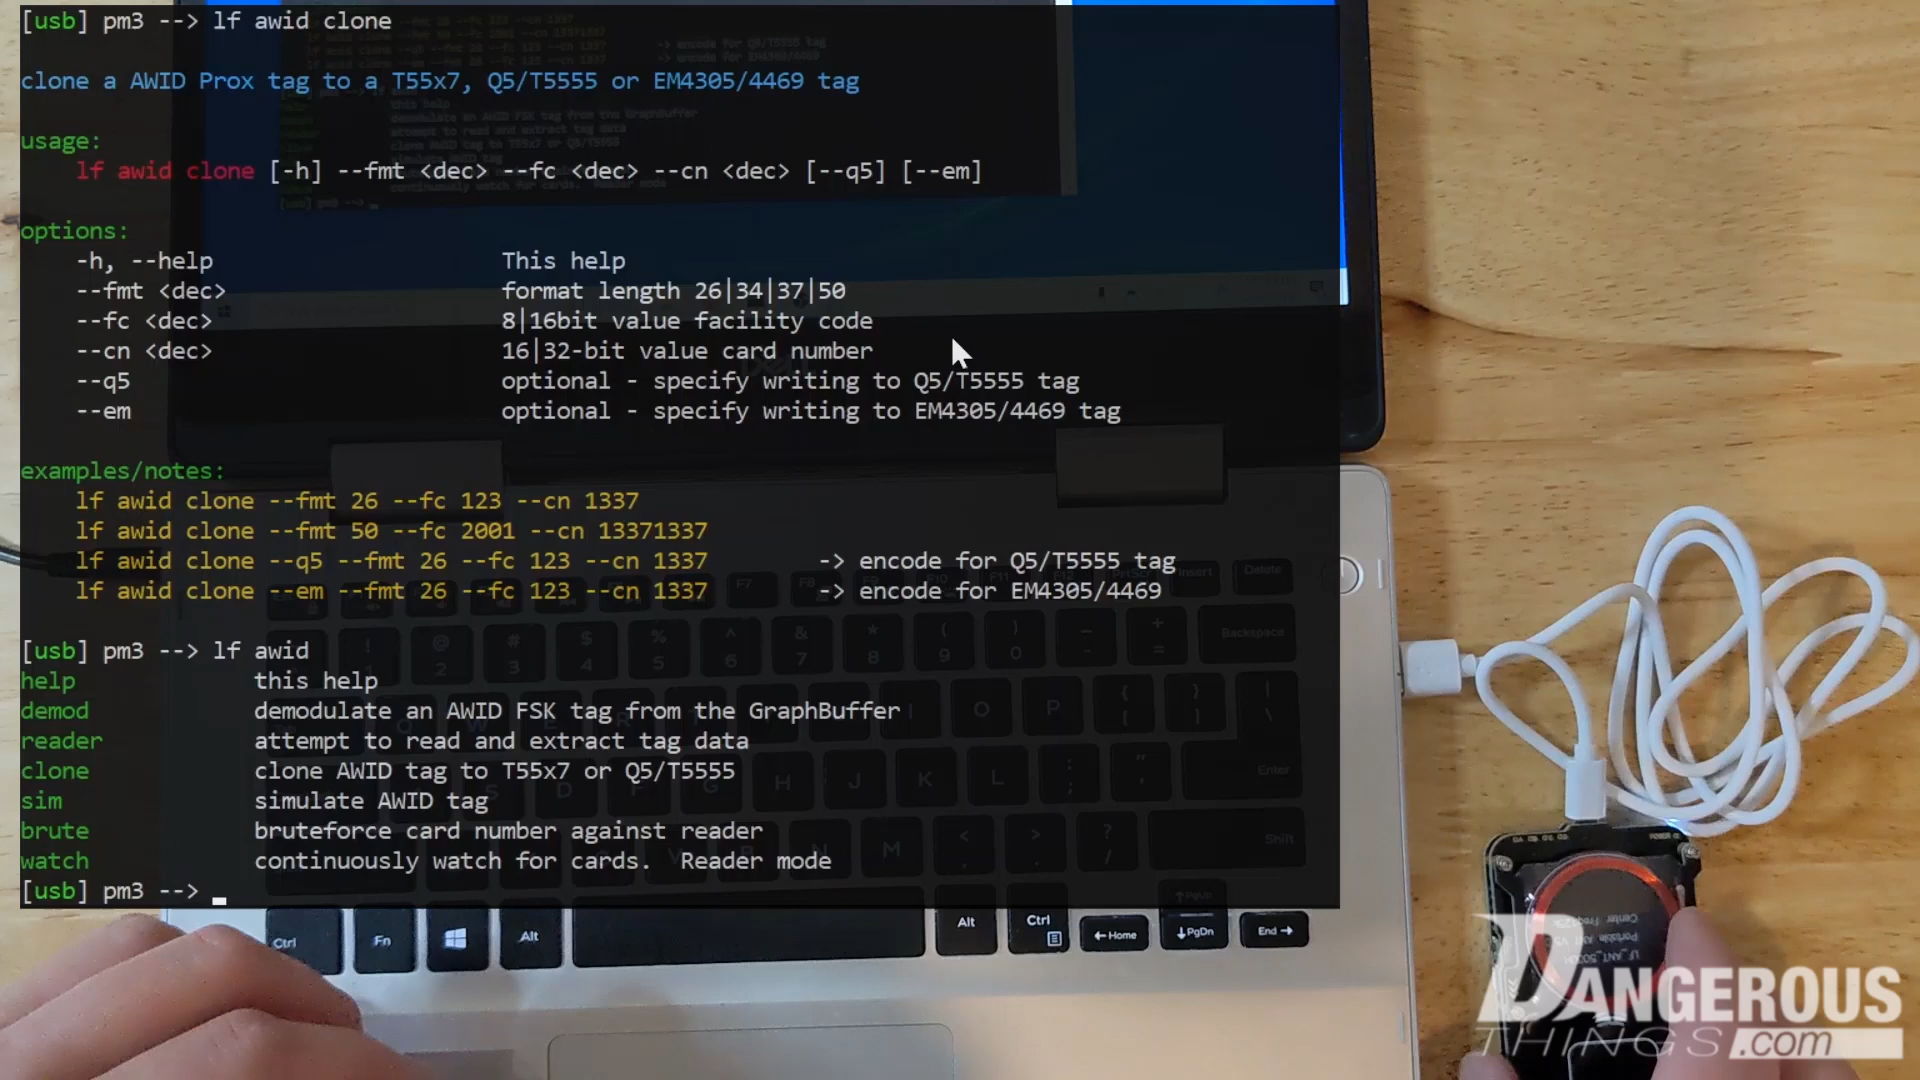 [usb] pm3 --> lf awid clone
clone a AWID Prox tag to a T55x7, Q5/T5555 or EM4305/4469 tag
usage:
lf awid clone [-h] --fmt <dec> --fc <dec> --cn <dec> [--q5] [--em]
options:
-h, --help This help
--fmt <dec> format length 26|34|37|50
--fc <dec> 8|16bit value facility code
--cn <dec> 16|32-bit value card number
--q5 optional - specify writing to Q5/T5555 tag
--em optional - specify writing to EM4305/4469 tag
examples/notes:
lf awid clone --fmt 26 --fc 123 --cn 1337
lf awid clone --fmt 50 --fc 2001 --cn 13371337
lf awid clone --q5 --fmt 26 --fc 123 --cn 1337 -> encode for Q5/T5555 tag
lf awid clone --em --fmt 26 --fc 123 --cn 1337 -> encode for EM4305/4469
[usb] pm3 --> lf awid
help this help
demod demodulate an AWID FSK tag from the GraphBuffer
reader attempt to read and extract tag data
clone clone AWID tag to T55x7 or Q5/T5555
sim simulate AWID tag
brute bruteforce card number against reader
watch continuously watch for cards. Reader mode
[usb] pm3 -->
Ctrl Fn Alt Alt Ctrl ←Home ↓PgDn End→
DANGEROUS
THINGS.com